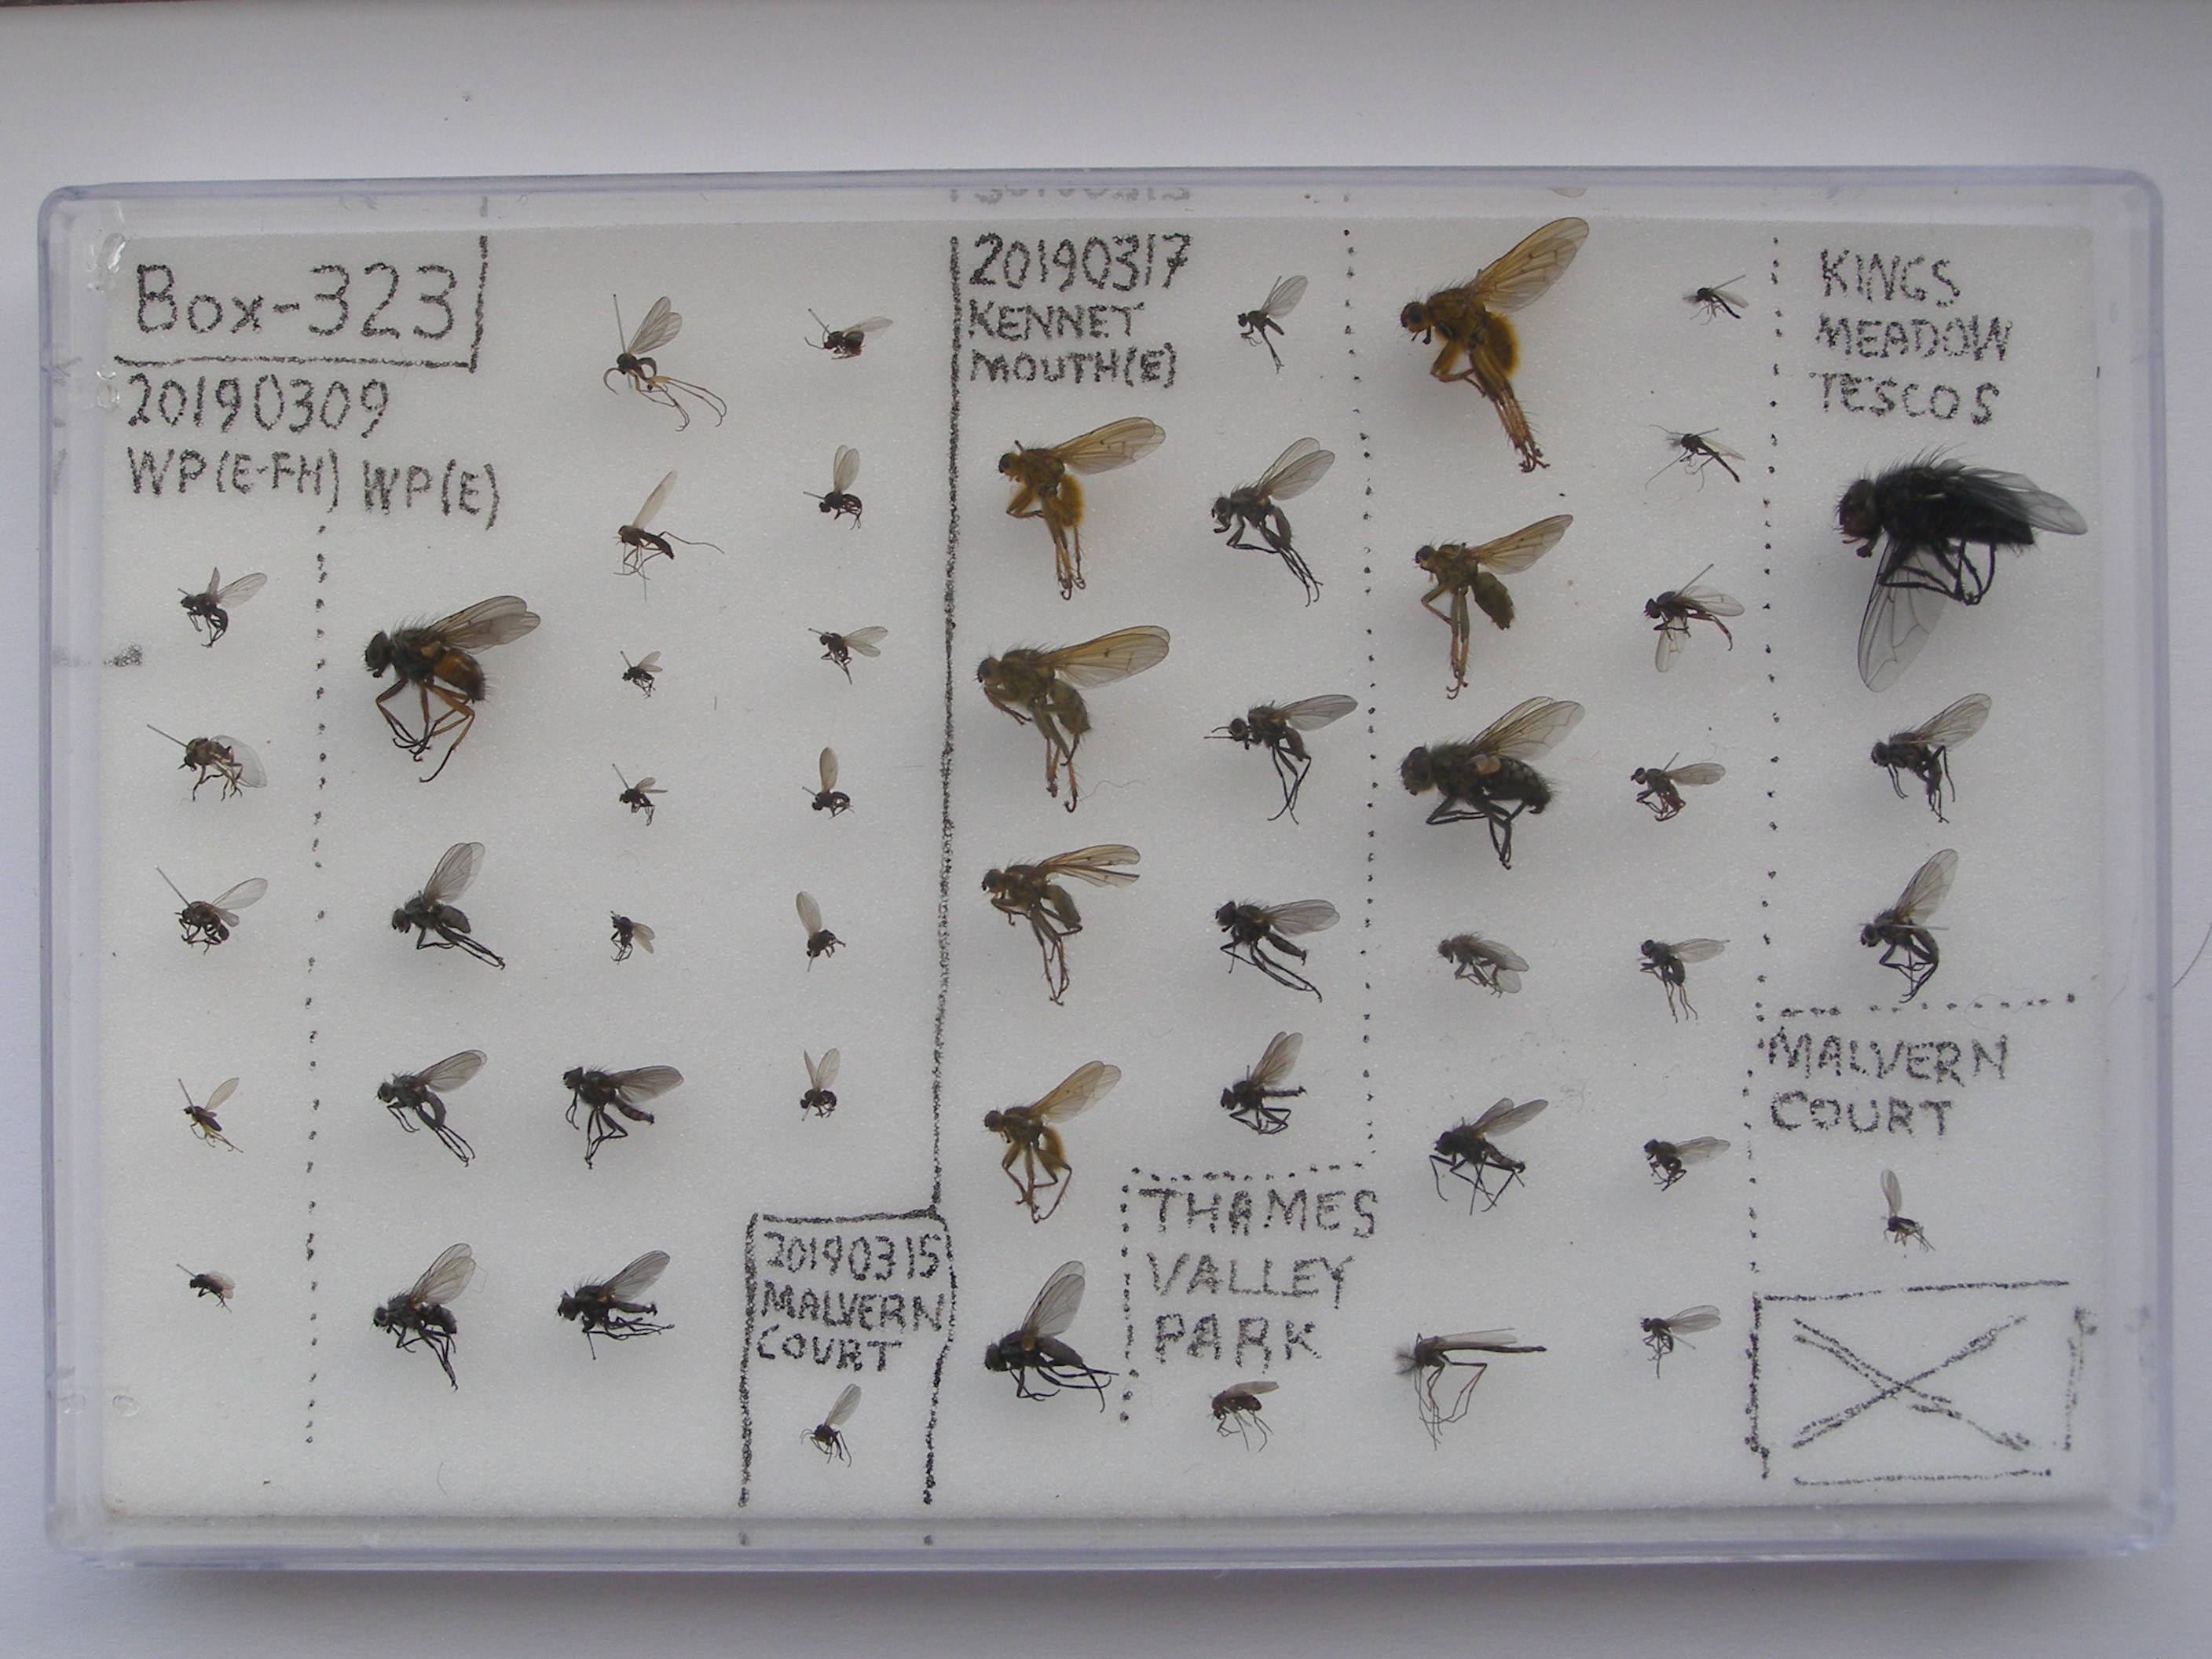 Box-323
20190309
WP(E-FH) WP(E)
20190315
MALVERN
COURT
20190317
KENNET
MOUTH(E)
THAMES
VALLEY
PARK
KINGS
MEADOW
TESCOS
MALVERN
COURT